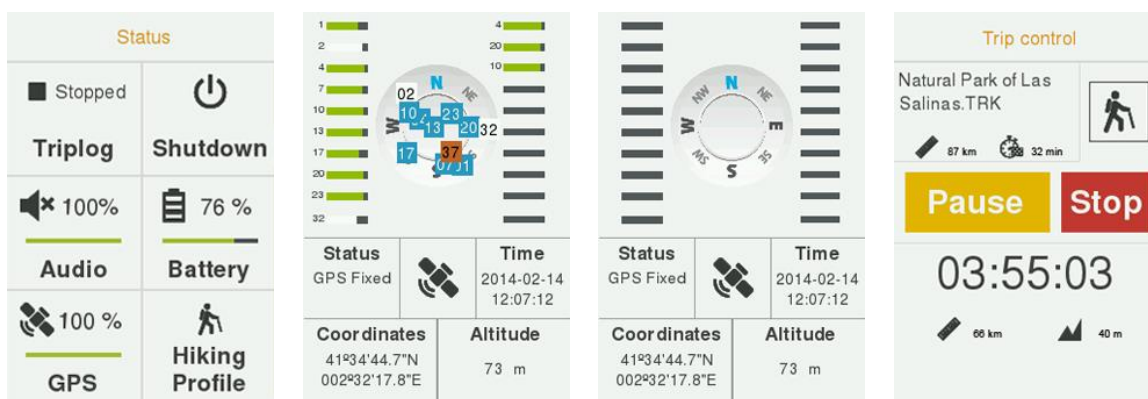 Status
Stopped
Triplog
Shutdown
100%
Audio
76 %
Battery
100 %
GPS
Hiking
Profile
1
2
4
7
10
13
17
20
23
32
4
20
10
N
NE
W
S
02
10
13
23
20
32
17
37
07
01
Status
GPS Fixed
Time
2014-02-14
12:07:12
Coordinates
41º34'44.7"N
002º32'17.8"E
Altitude
73 m
N
NE
E
SE
S
SW
W
NW
Status
GPS Fixed
Time
2014-02-14
12:07:12
Coordinates
41º34'44.7"N
002º32'17.8"E
Altitude
73 m
Trip control
Natural Park of Las
Salinas.TRK
87 km
32 min
Pause
Stop
03:55:03
66 km
40 m